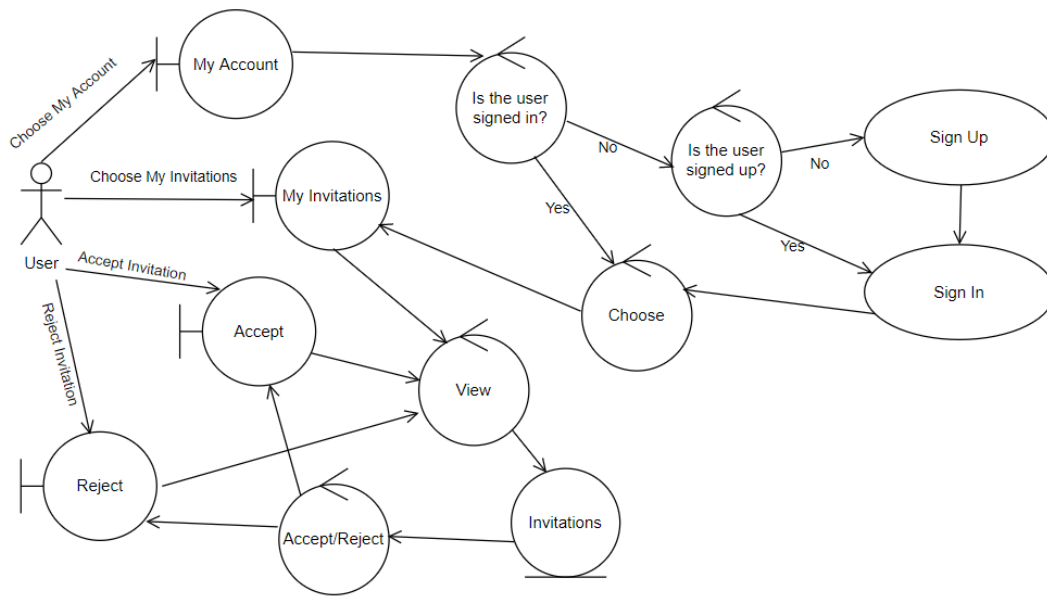 Choose My Account
My Account
Is the user
signed in?
No
Yes
Is the user
signed up?
No
Yes
Sign Up
Sign In
Choose My Invitations
My Invitations
User
Accept Invitation
Reject Invitation
Accept
Choose
View
Reject
Accept/Reject
Invitations